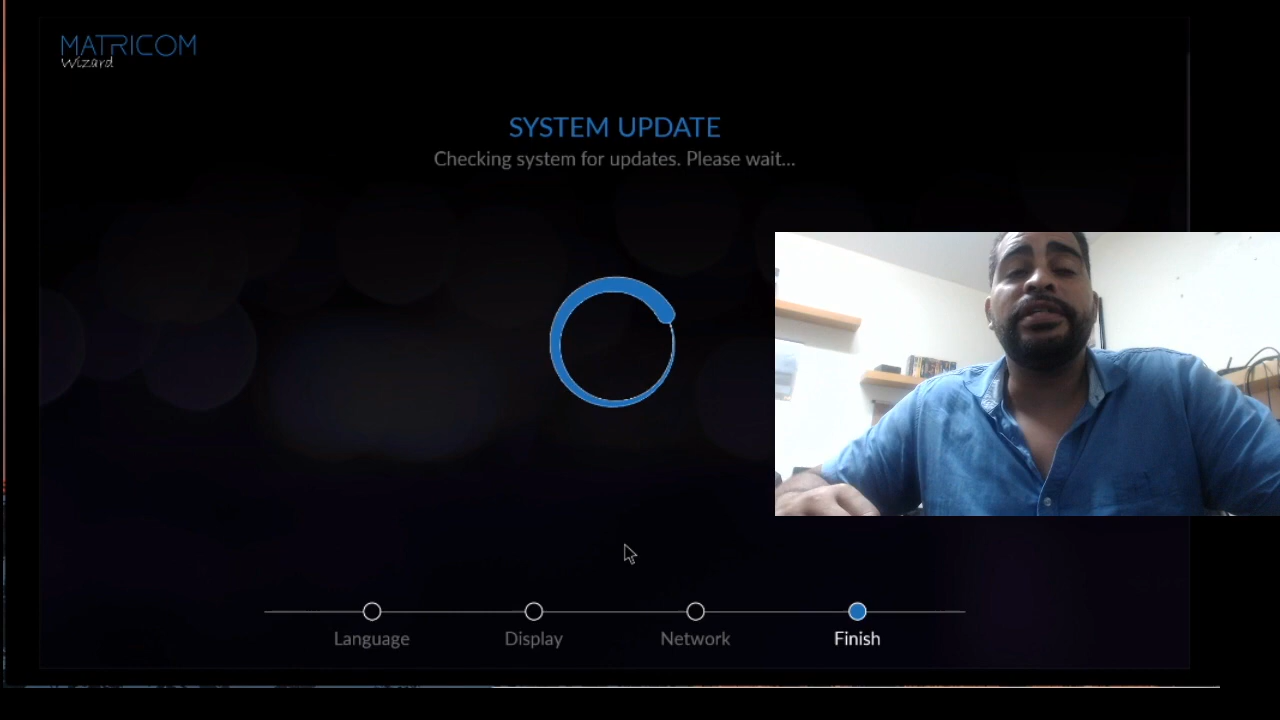 MATRICOM
Wizard
SYSTEM UPDATE
Checking system for updates. Please wait...
Language
Display
Network
Finish